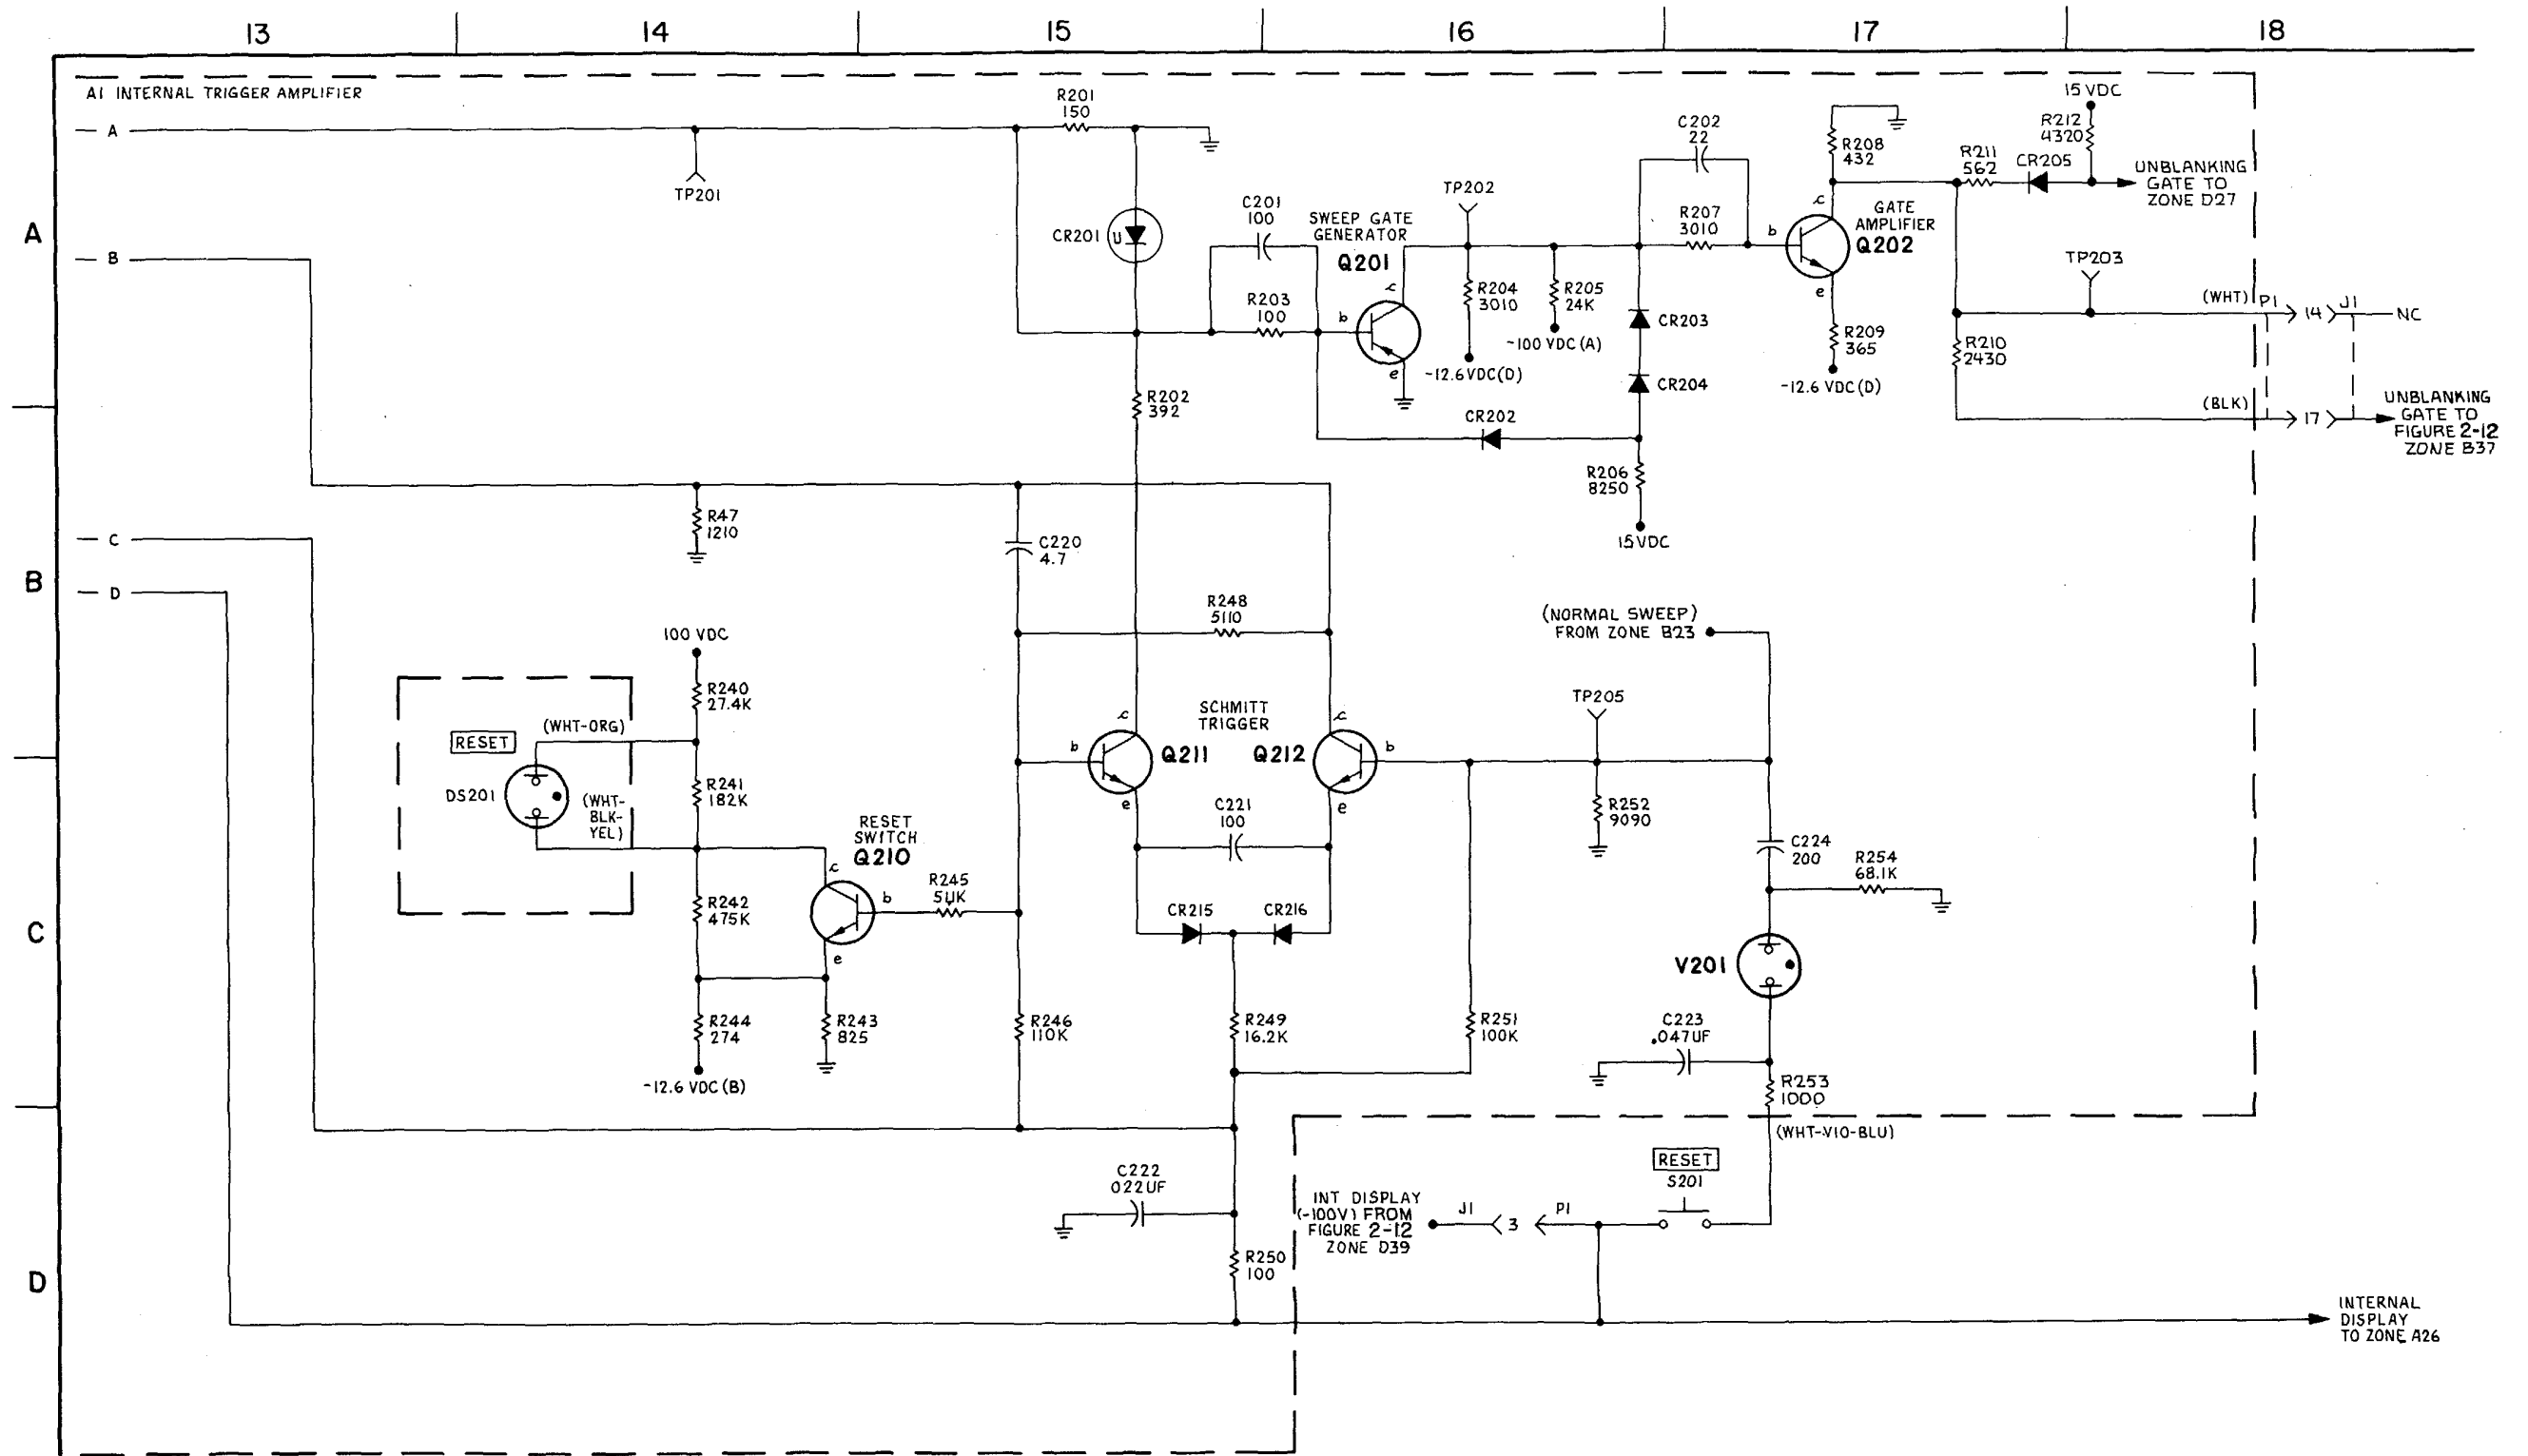 13 14 15 16 17 18
A1 INTERNAL TRIGGER AMPLIFIER
A
B
C
D
A
B
C
D
TP201
R201
150
CR201
U
C201
100
R203
100
R202
392
SWEEP GATE
GENERATOR
Q201
c
b
e
TP202
R204
3010
-12.6VDC(D)
R205
24K
-100 VDC (A)
C202
22
R207
3010
CR203
CR204
CR202
R206
8250
15VDC
R208
432
GATE
AMPLIFIER
Q202
c
b
e
R209
365
-12.6 VDC(D)
15 VDC
R212
4320
R211
562
CR205
UNBLANKING
GATE TO
ZONE D27
TP203
R210
2430
(WHT)
P1
14
J1
NC
(BLK)
17
UNBLANKING
GATE TO
FIGURE 2-12
ZONE B37
R47
1210
C220
4.7
R248
5110
(NORMAL SWEEP)
FROM ZONE B23
100 VDC
R240
27.4K
(WHT-ORG)
RESET
DS201
(WHT-
BLK-
YEL)
R241
182K
R242
475K
R244
274
-12.6 VDC (B)
RESET
SWITCH
Q210
c
b
e
R243
825
R245
511K
R246
110K
SCHMITT
TRIGGER
Q211
c
b
e
Q212
c
b
e
C221
100
CR215
CR216
R249
16.2K
R251
100K
TP205
R252
9090
C224
200
R254
68.1K
V201
C223
.047UF
R253
1000
(WHT-VIO-BLU)
C222
022UF
R250
100
RESET
S201
INT DISPLAY
(-100V) FROM
FIGURE 2-12
ZONE D39
J1
3
P1
INTERNAL
DISPLAY
TO ZONE A26